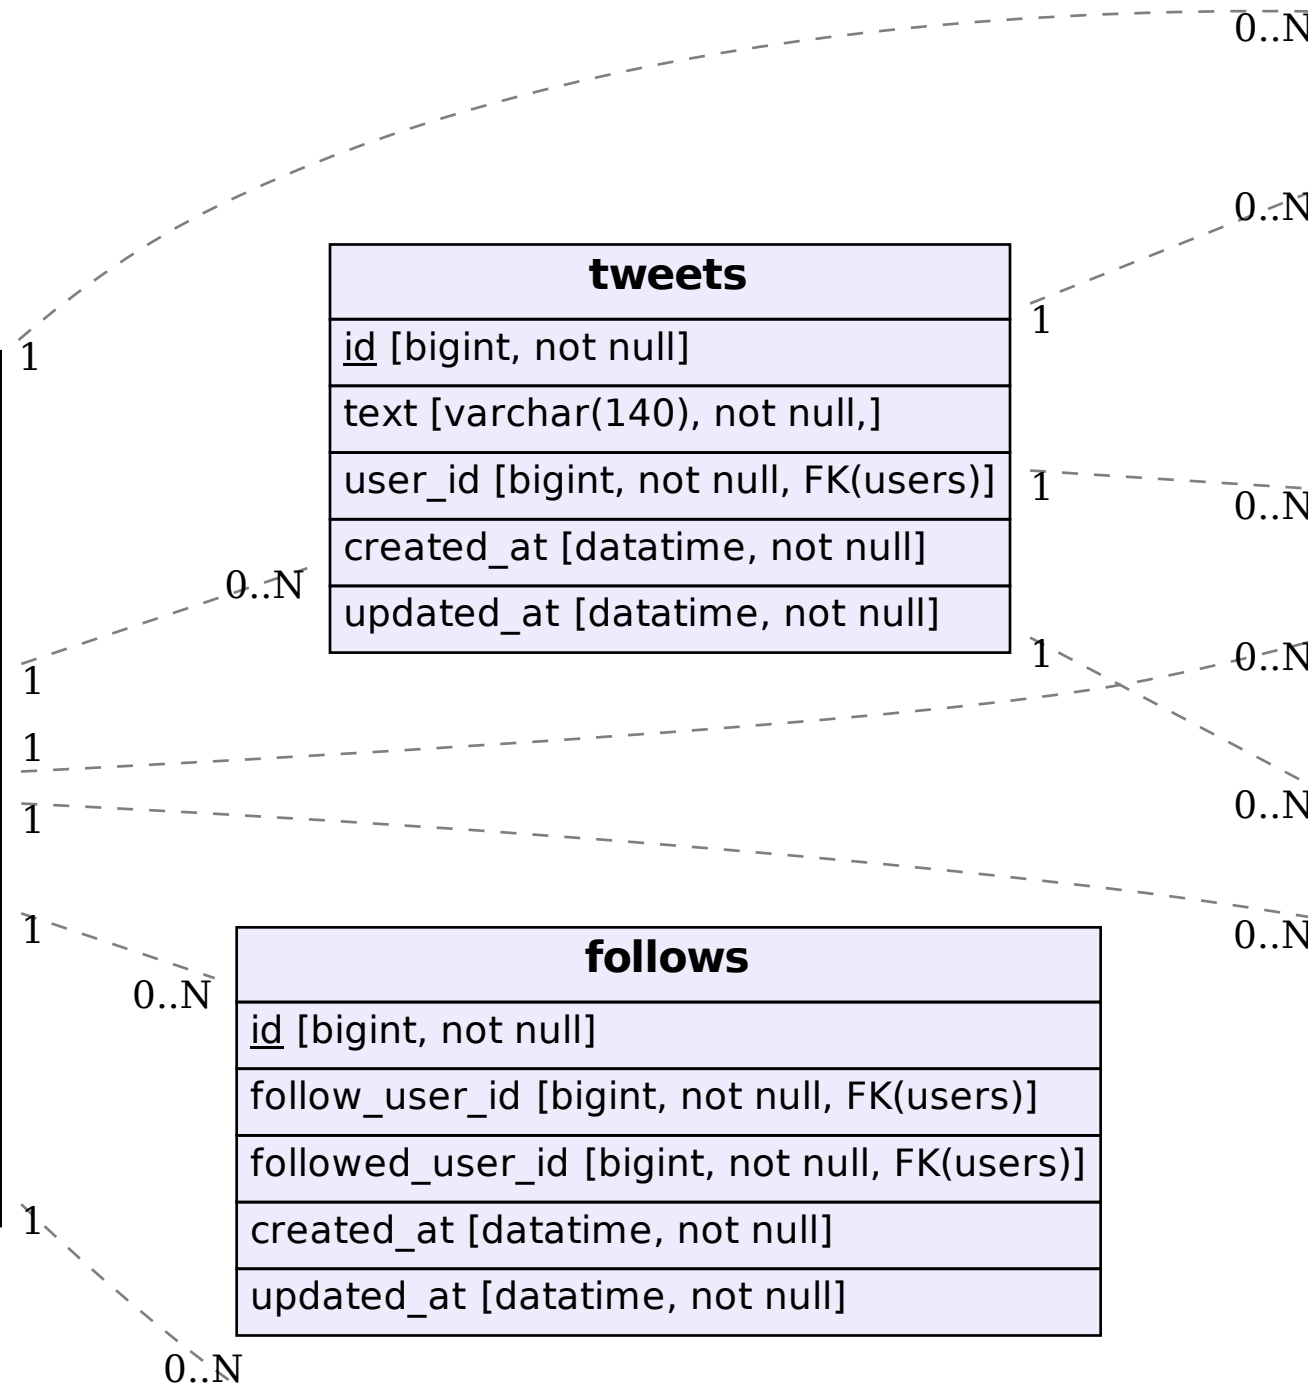 0..N
0..N
tweets
1
1
id [bigint, not null]
text [varchar(140), not null,]
user_id [bigint, not null, FK(users)]
1
0..N
created_at [datatime, not null]
0..N
updated_at [datatime, not null]
1
0..N
1
1
0..N
1
1
0..N
follows
0..N
id [bigint, not null]
follow_user_id [bigint, not null, FK(users)]
followed_user_id [bigint, not null, FK(users)]
1
created_at [datatime, not null]
updated_at [datatime, not null]
0..N